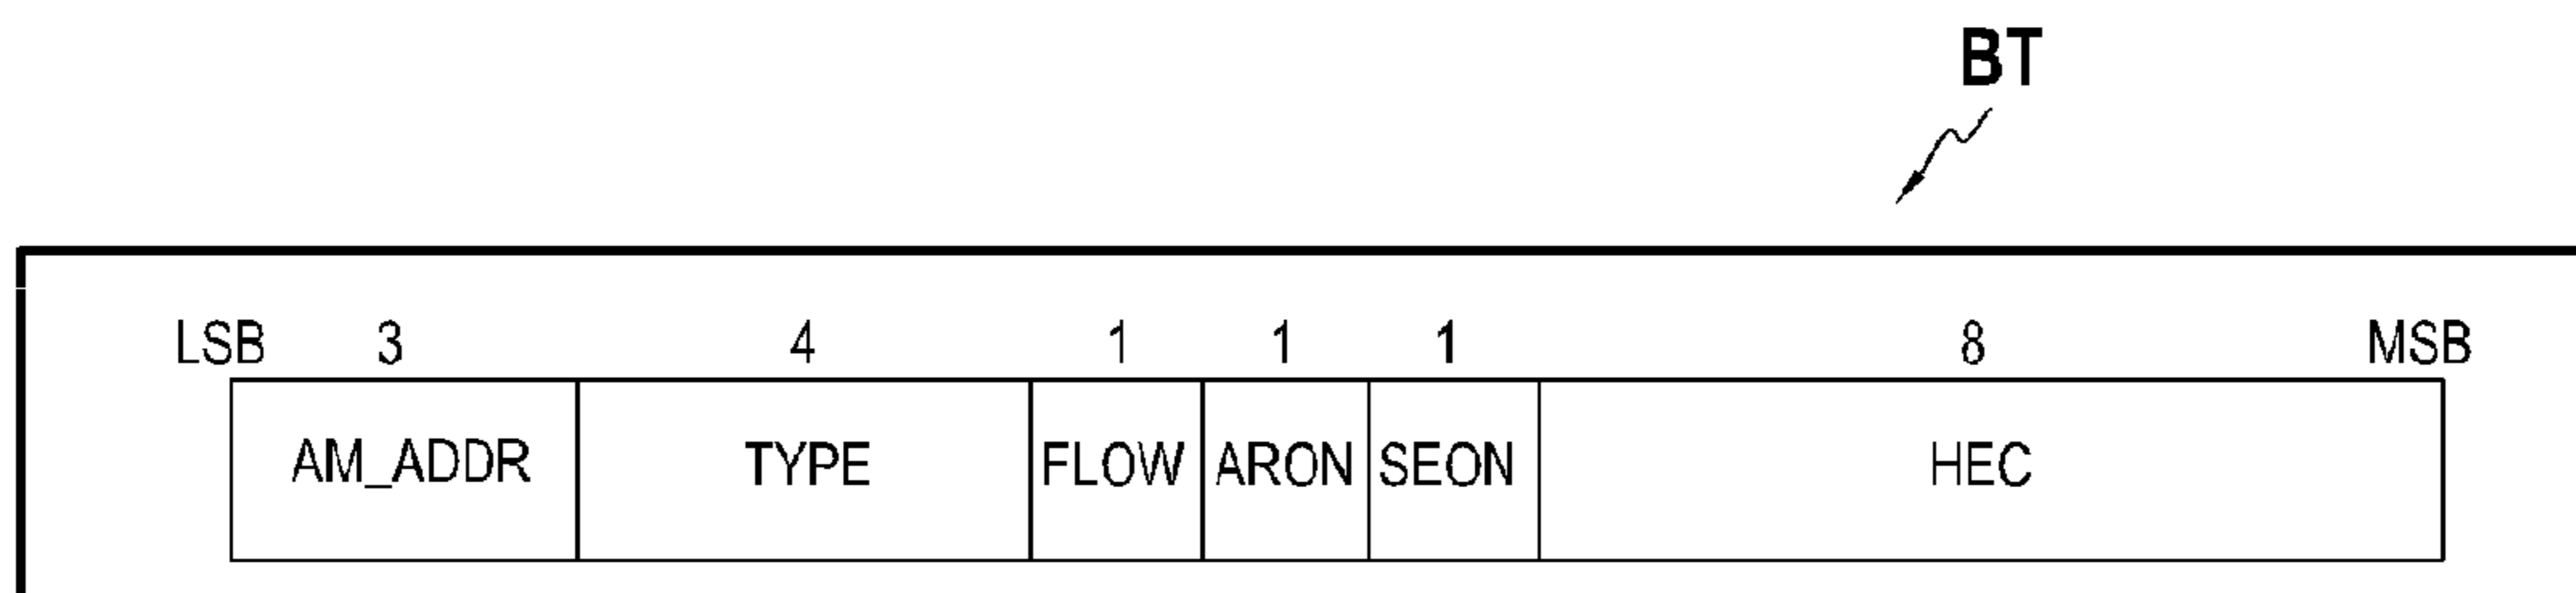 BT
LSB 3 4 1 1 1 8 MSB
AM_ADDR TYPE FLOW ARON SEON HEC